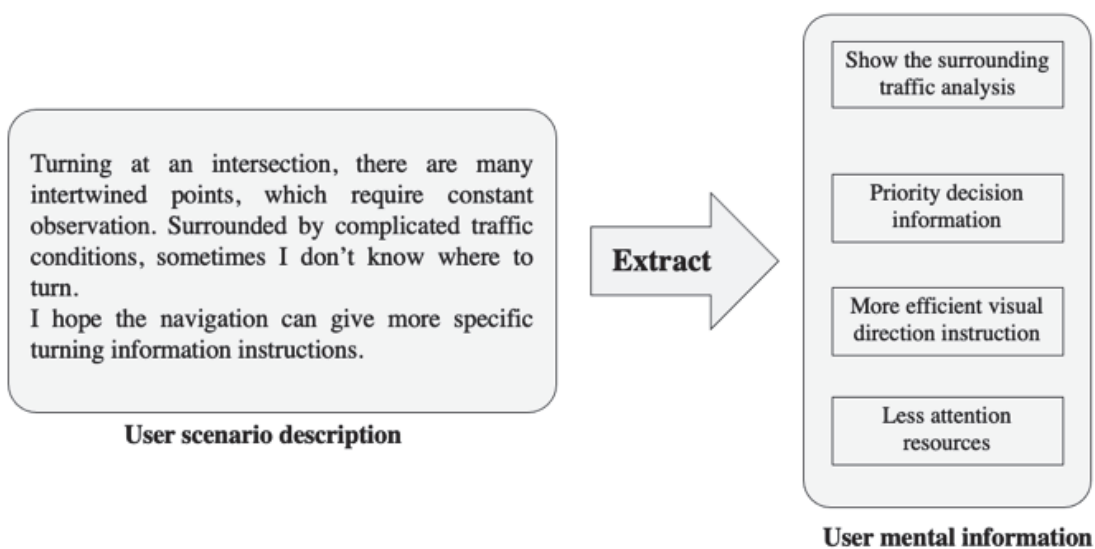 Turning at an intersection, there are many
intertwined points, which require constant
observation. Surrounded by complicated traffic
conditions, sometimes I don't know where to
turn.
I hope the navigation can give more specific
turning information instructions.
User scenario description
Extract
Show the surrounding
traffic analysis
Priority decision
information
More efficient visual
direction instruction
Less attention
resources
User mental information